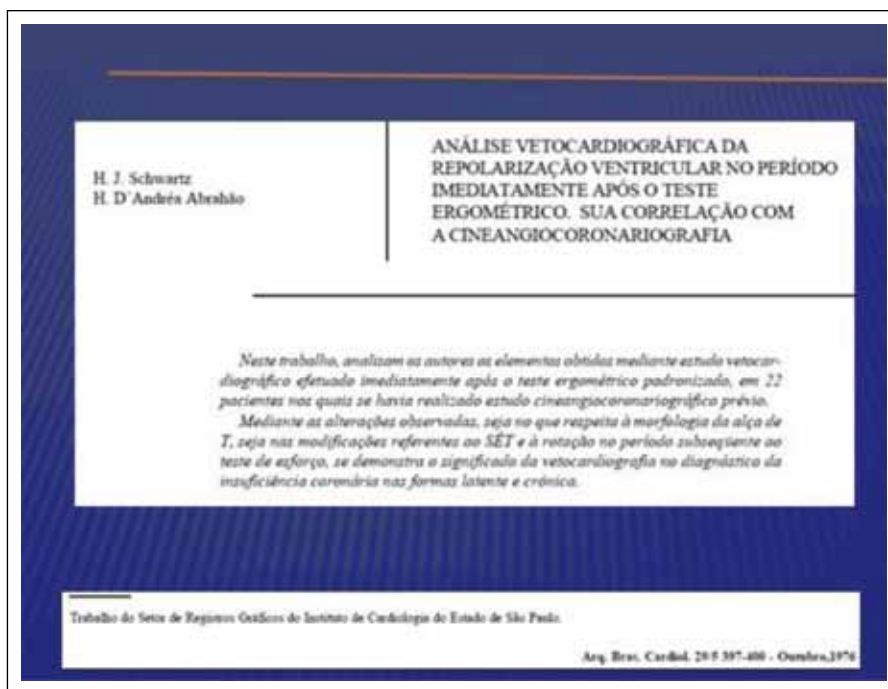 H. J. Schwartz
H. D`Andréa Abrahão
ANÁLISE VETOCARDIOGRÁFICA DA
REPOLARIZAÇÃO VENTRICULAR NO PERÍODO
IMEDIATAMENTE APÓS O TESTE
ERGOMÉTRICO. SUA CORRELAÇÃO COM
A CINEANGIOCORONARIOGRAFIA
Neste trabalho, analisam os autores os elementos obtidos mediante estudo vetocar-
diográfico efetuado imediatamente após o teste ergométrico padronizado, em 22
pacientes nos quais se havia realizado estudo cineangiocoronariográfico prévio.
Mediante as alterações observadas, seja no que respeita à morfologia da alça de
T, seja nas modificações referentes ao SÉT e à rotação no período subseqüente ao
teste de esforço, se demonstra o significado da vetocardiografia no diagnóstico da
insuficiência coronária nas formas latente e crônica.
Trabalho do Setor de Registros Gráficos do Instituto de Cardiologia do Estado de São Paulo.
Arq. Bras. Cardiol. 29/5 397-400 - Outubro,1976